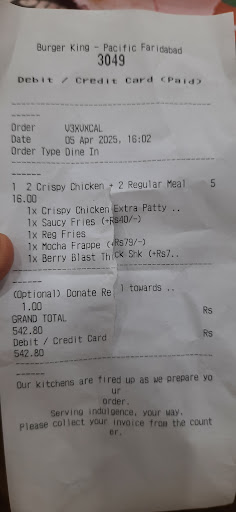 Burger King - Pacific Faridabad
3049
Debit / Credit Card (Paid)
--------------------------------
------
Order V3XVKCAL
Date 05 Apr 2025, 16:02
Order Type Dine In
--------------------------------
------
1 2 Crispy Chicken + 2 Regular Meal 5
16.00
1x Crispy Chicken Extra Patty ..
1x Saucy Fries (+Rs40/-)
1x Reg Fries
1x Mocha Frappe (+Rs79/-)
1x Berry Blast Thick Shk (+Rs7..
--------------------------------
------
(Optional) Donate Re 1 towards ..
1.00
GRAND TOTAL Rs
542.80
Debit / Credit Card Rs
542.80
--------------------------------
------
Our kitchens are fired up as we prepare yo
ur
order.
Serving indulgence, your way.
Please collect your invoice from the count
er.